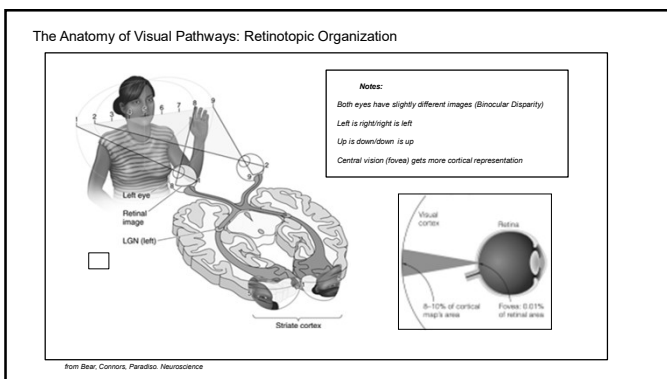 The Anatomy of Visual Pathways: Retinotopic Organization
Notes:
Both eyes have slightly different images (Binocular Disparity)
Left is right/right is left
Up is down/down is up
Central vision (fovea) gets more cortical representation
1
2
3
6
7
8
9
Left eye
Retinal
image
LGN (left)
9
2
8
Striate cortex
Visual
cortex
Retina
8–10% of cortical
map's area
Fovea: 0.01%
of retinal area
from Bear, Connors, Paradiso. Neuroscience